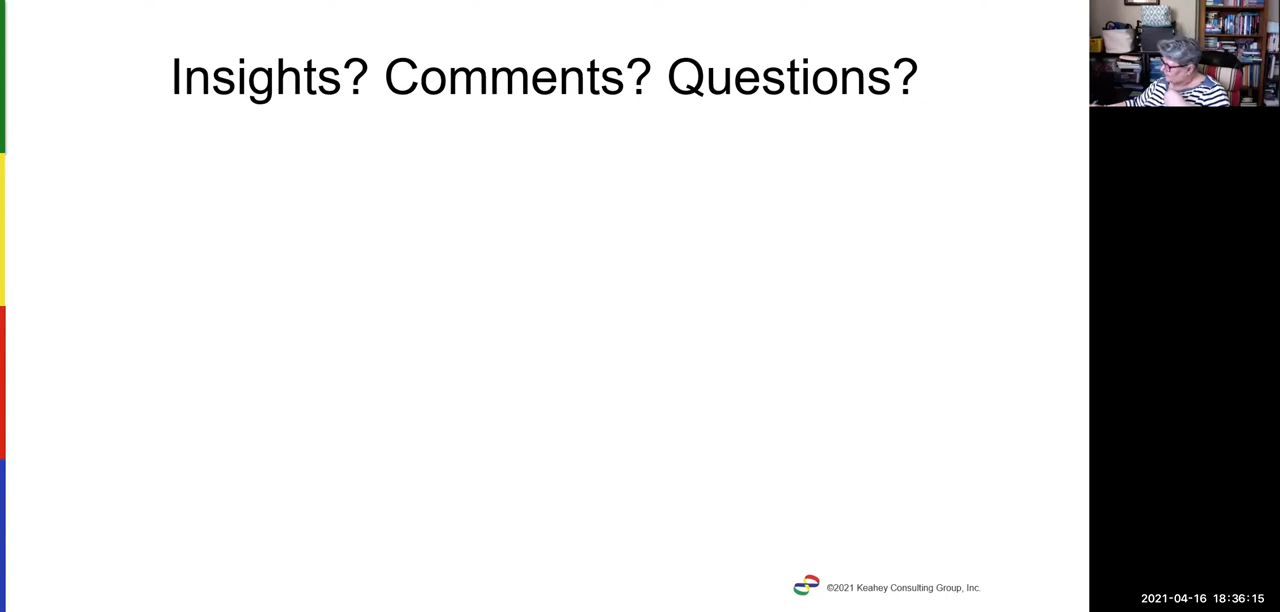 Insights? Comments? Questions?
©2021 Keahey Consulting Group, Inc.
2021-04-16 18:36:15